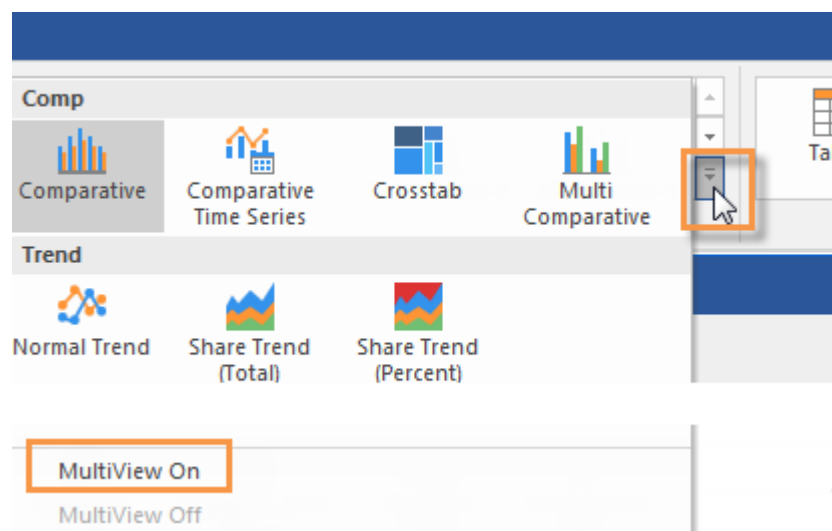 Comp
Comparative
Comparative
Time Series
Crosstab
Multi
Comparative
Ta
Trend
Normal Trend
Share Trend
(Total)
Share Trend
(Percent)
MultiView On
MultiView Off